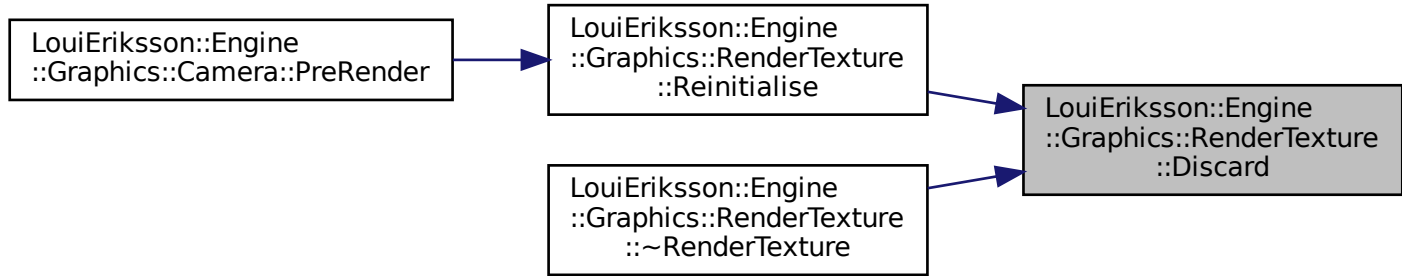 LouiEriksson::Engine
::Graphics::Camera::PreRender
LouiEriksson::Engine
::Graphics::RenderTexture
::Reinitialise
LouiEriksson::Engine
::Graphics::RenderTexture
::~RenderTexture
LouiEriksson::Engine
::Graphics::RenderTexture
::Discard